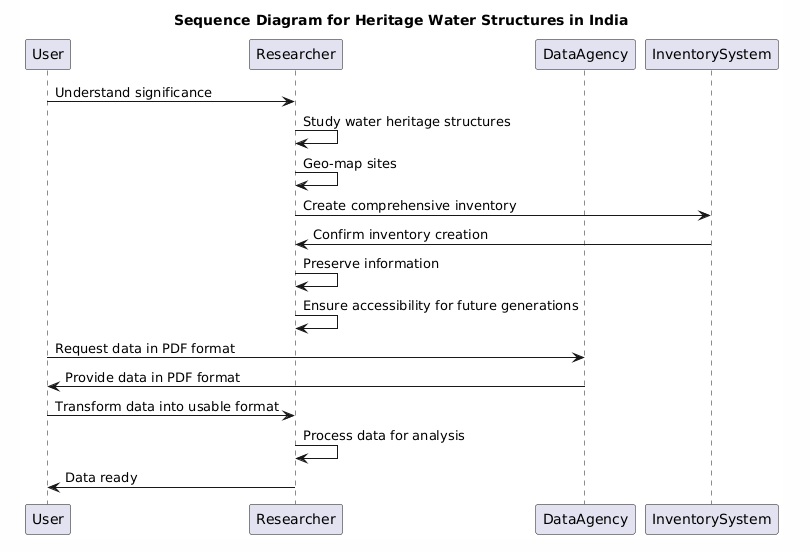 Sequence Diagram for Heritage Water Structures in India
User Researcher DataAgency InventorySystem
Understand significance
Study water heritage structures
Geo-map sites
Create comprehensive inventory
Confirm inventory creation
Preserve information
Ensure accessibility for future generations
Request data in PDF format
Provide data in PDF format
Transform data into usable format
Process data for analysis
Data ready
User Researcher DataAgency InventorySystem